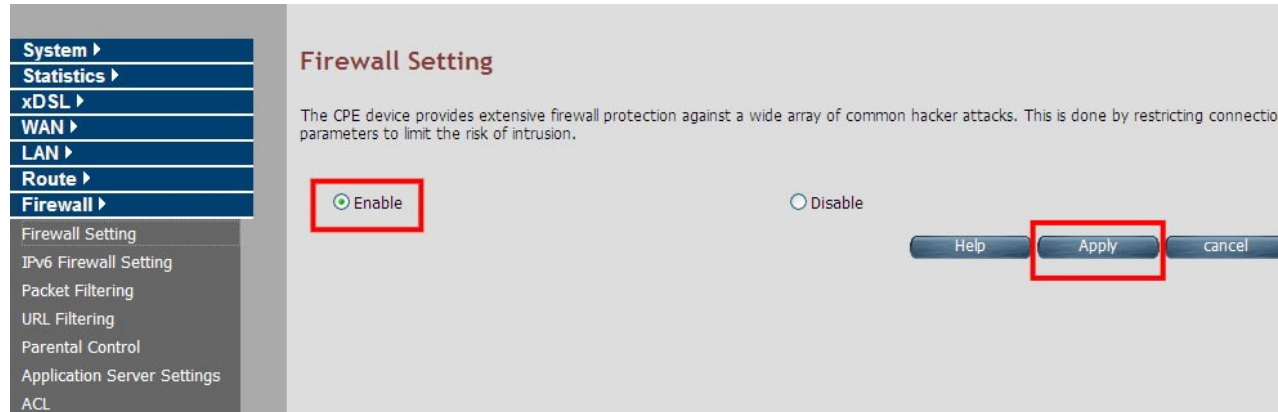 System
Statistics
xDSL
WAN
LAN
Route
Firewall
Firewall Setting
IPv6 Firewall Setting
Packet Filtering
URL Filtering
Parental Control
Application Server Settings
ACL
Firewall Setting
The CPE device provides extensive firewall protection against a wide array of common hacker attacks. This is done by restricting connectio
parameters to limit the risk of intrusion.
Enable Disable
Help Apply cancel